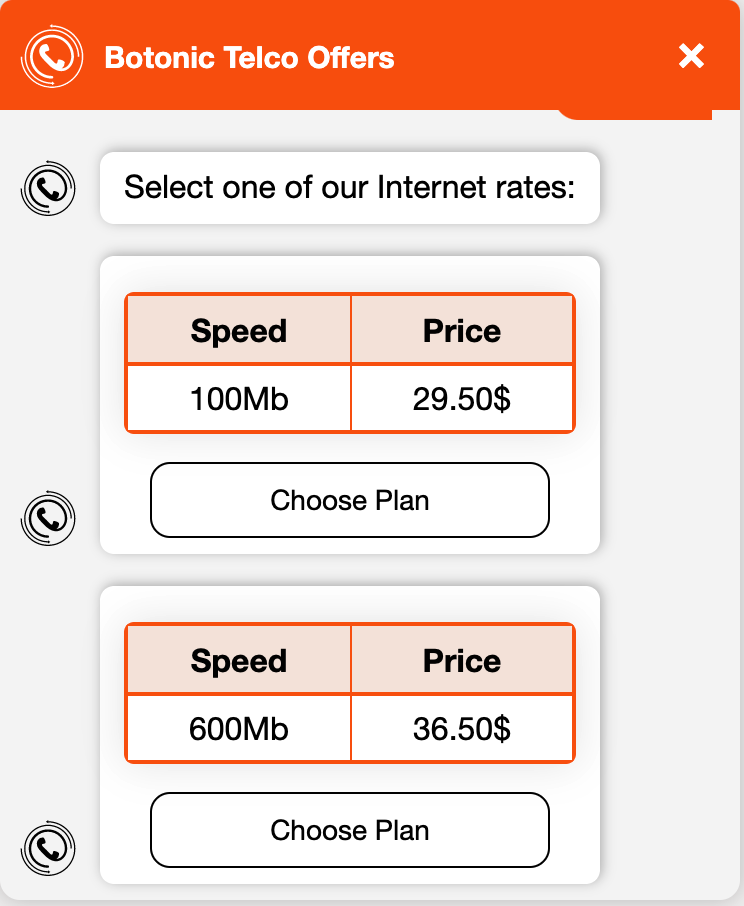 Botonic Telco Offers
Select one of our Internet rates:
Speed Price
100Mb 29.50$
Choose Plan
Speed Price
600Mb 36.50$
Choose Plan